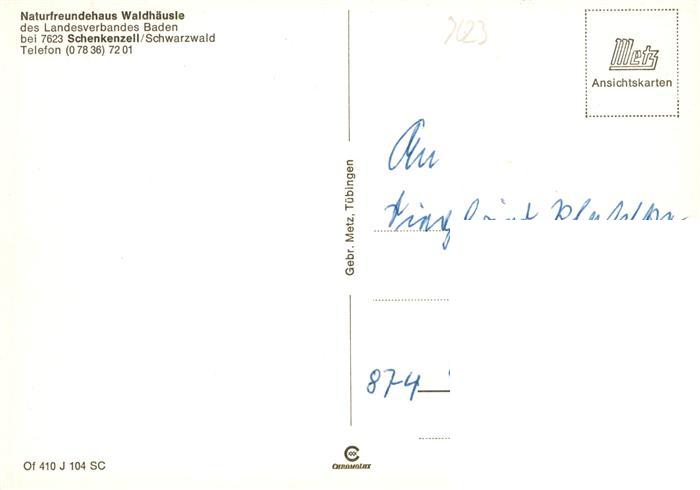 Naturfreundehaus Waldhäusle
des Landesverbandes Baden
bei 7623 Schenkenzell/Schwarzwald
Telefon (0 78 36) 72 01
7623
Metz
Ansichtskarten
An
Gebr. Metz, Tübingen
874
Of 410 J 104 SC
CHROMOLUX